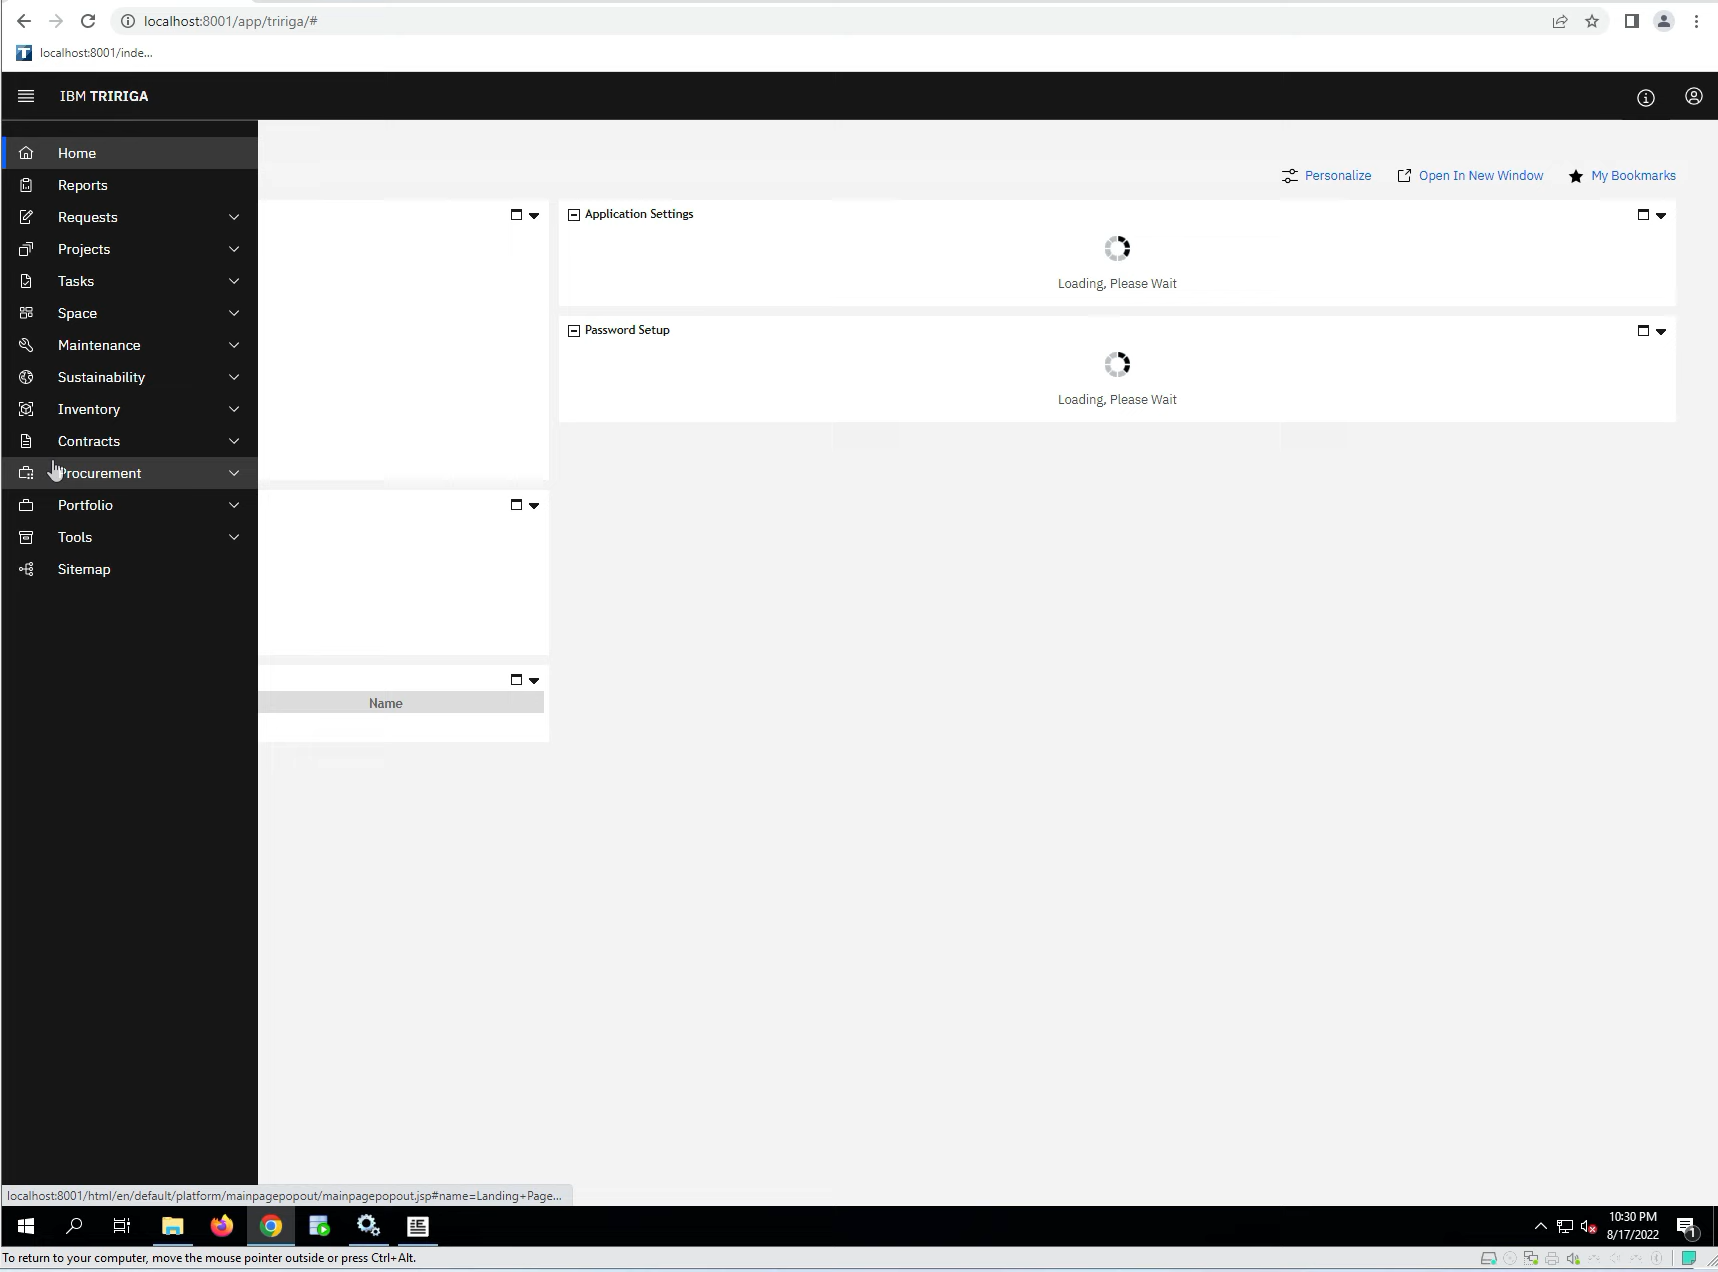 localhost:8001/app/tririga/#
localhost:8001/inde...
IBM TRIRIGA
Home
Reports
Requests
Projects
Tasks
Space
Maintenance
Sustainability
Inventory
Contracts
Procurement
Portfolio
Tools
Sitemap
Personalize
Open In New Window
My Bookmarks
Application Settings
Loading, Please Wait
Password Setup
Loading, Please Wait
Name
localhost:8001/html/en/default/platform/mainpagepopout/mainpagepopout.jsp#name=Landing+Page...
10:30 PM
8/17/2022
1
To return to your computer, move the mouse pointer outside or press Ctrl+Alt.